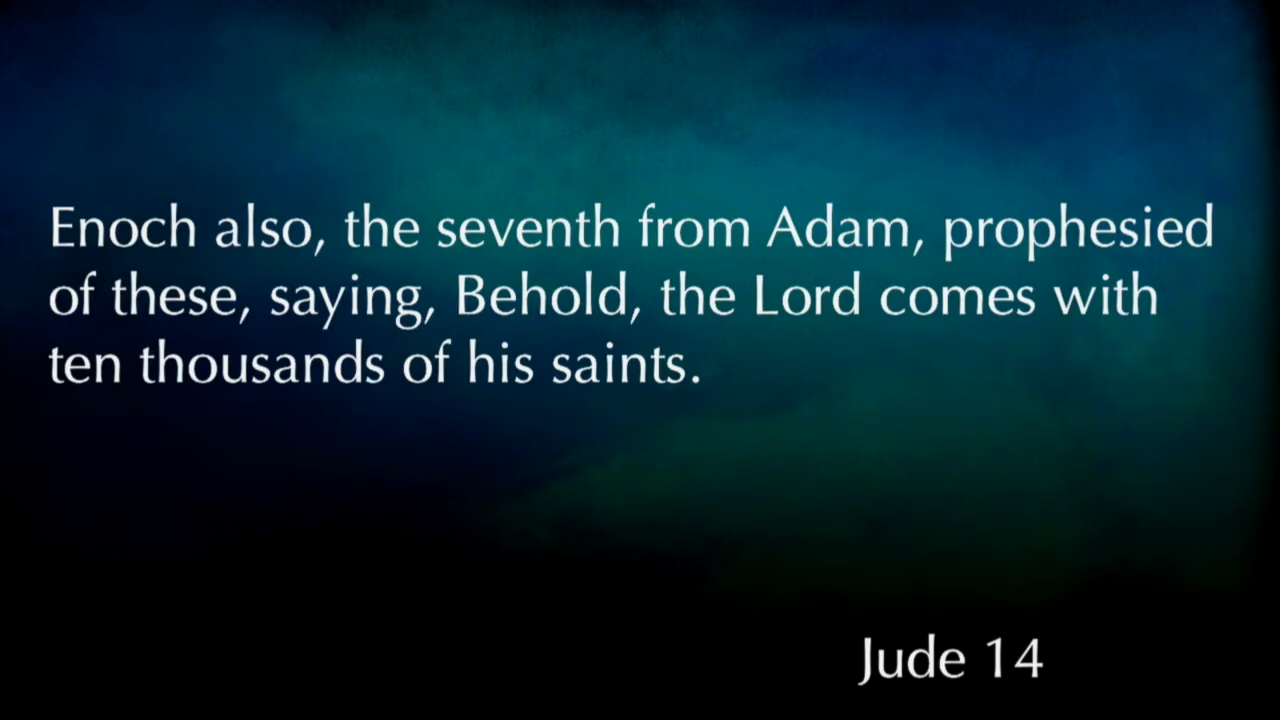 Enoch also, the seventh from Adam, prophesied
of these, saying, Behold, the Lord comes with
ten thousands of his saints.
Jude 14